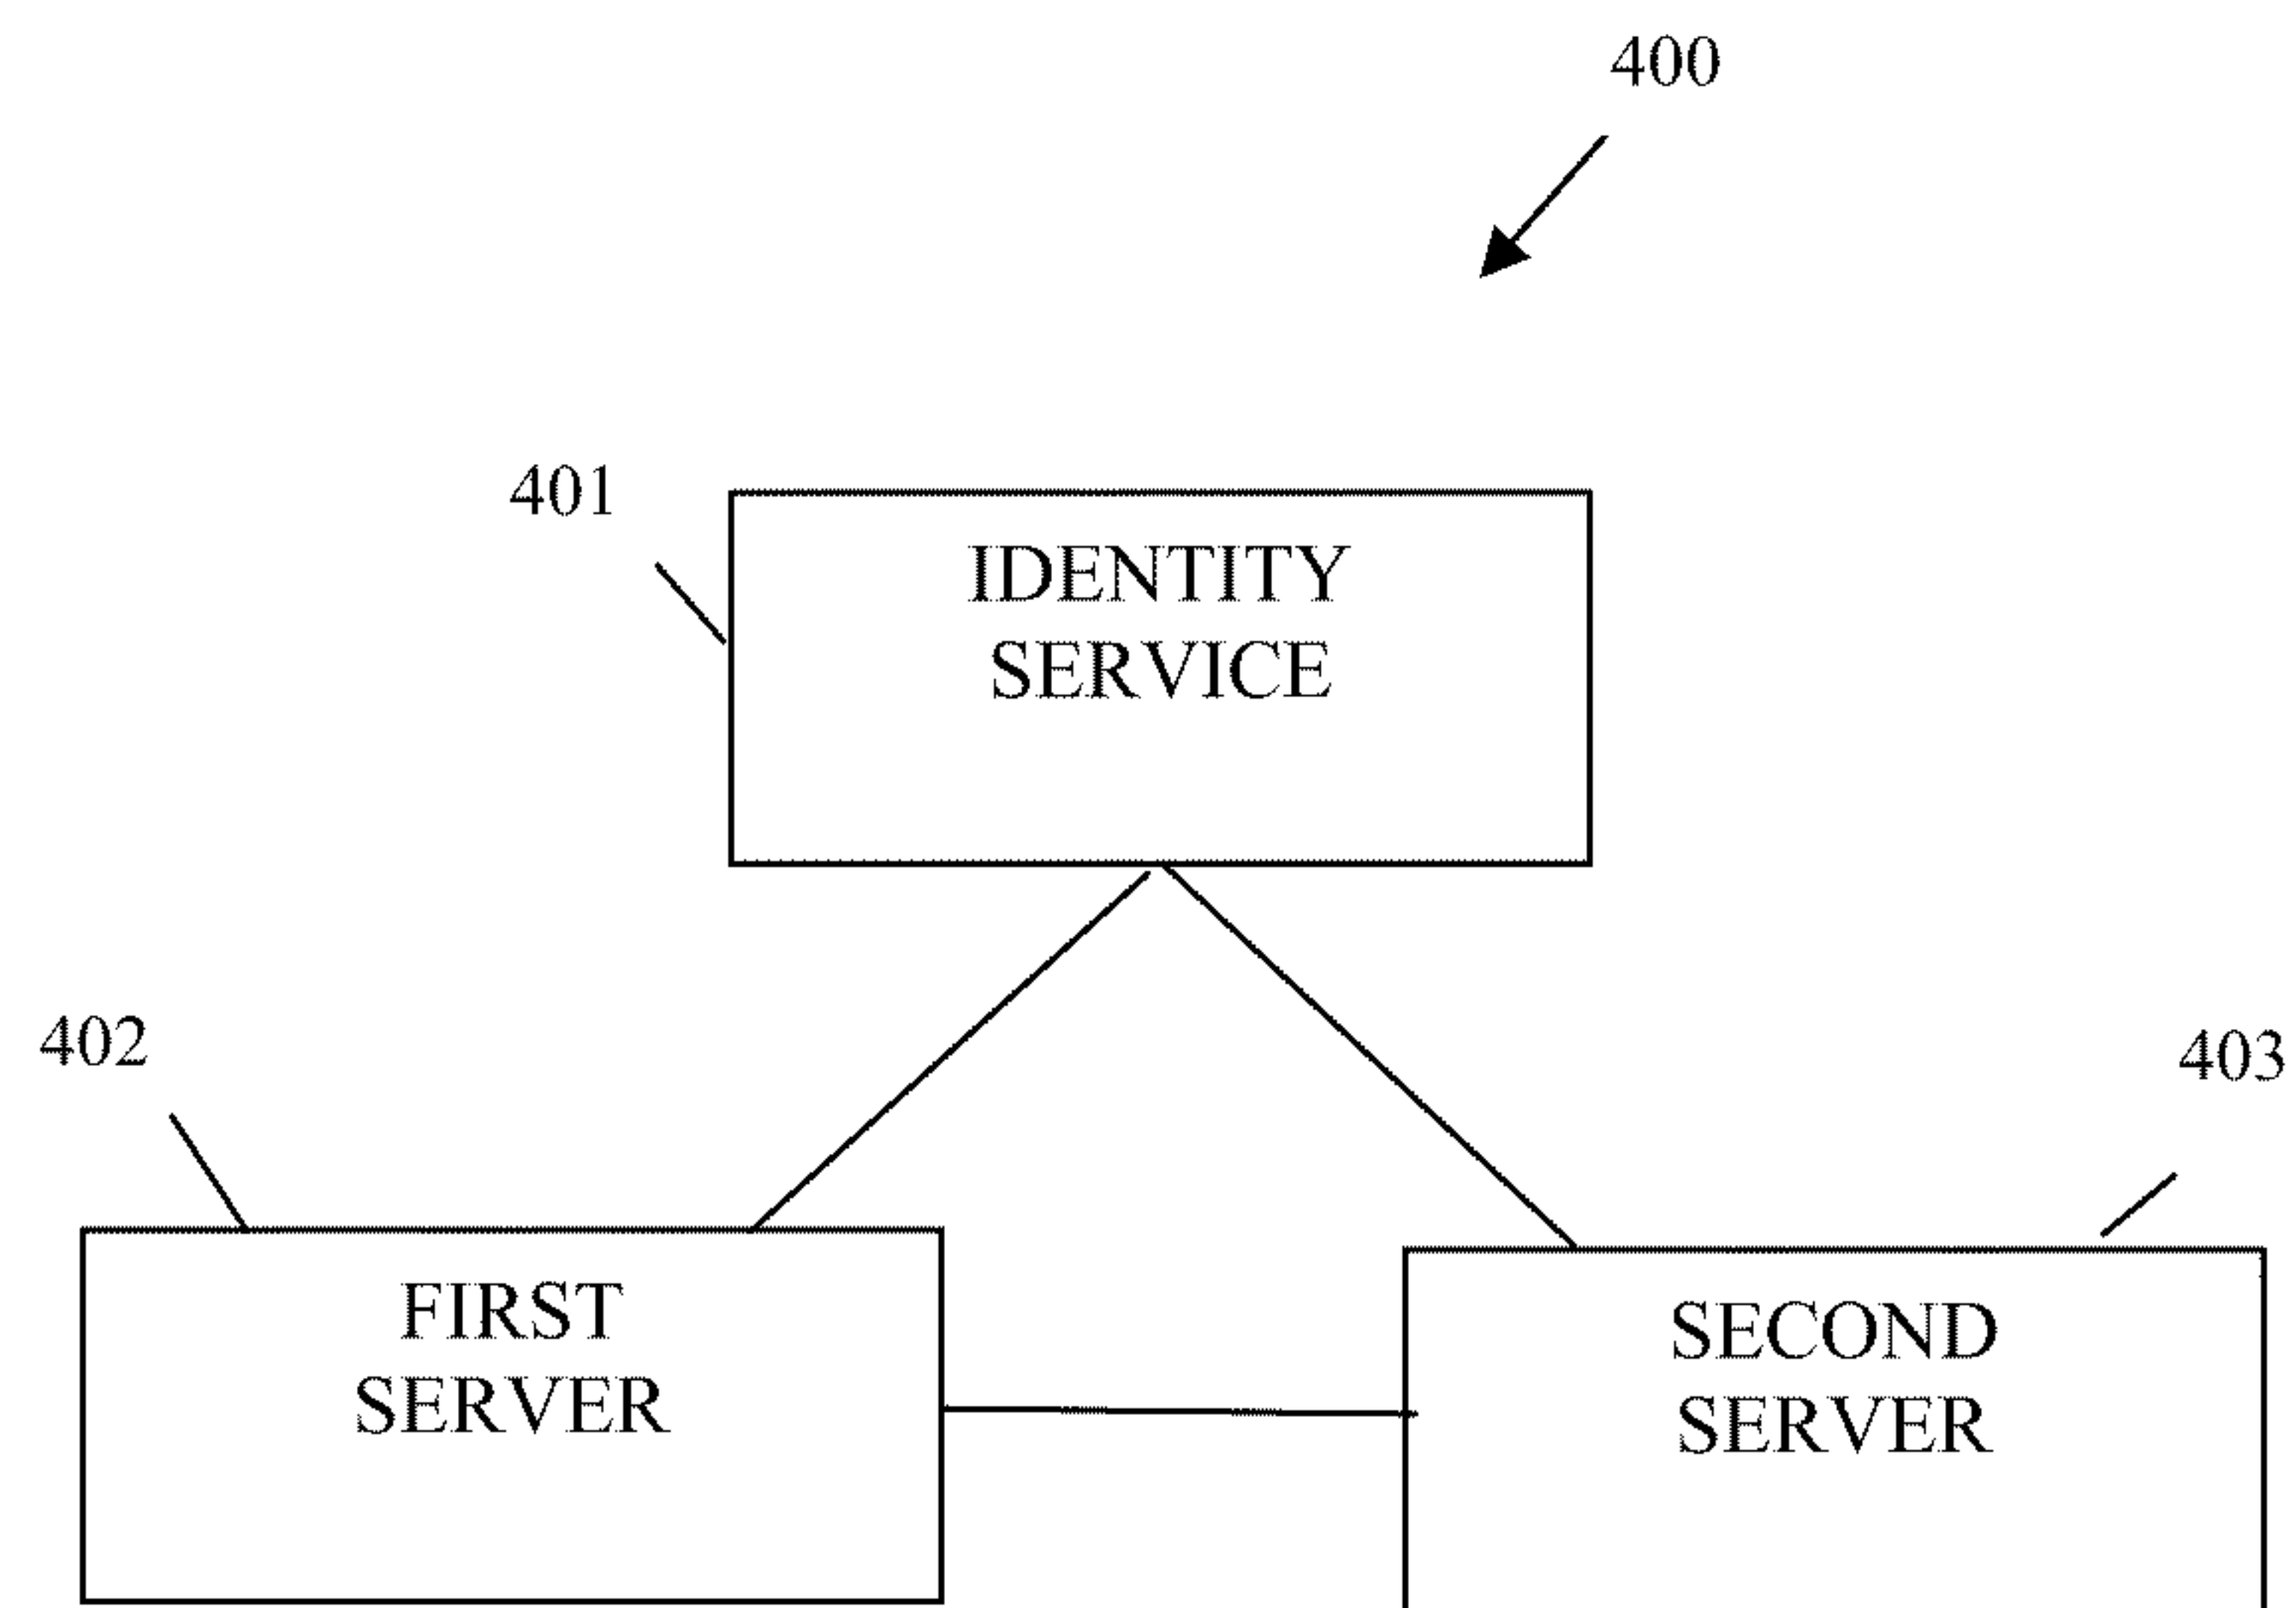 400
401
IDENTITY
SERVICE
402
403
FIRST
SERVER
SECOND
SERVER